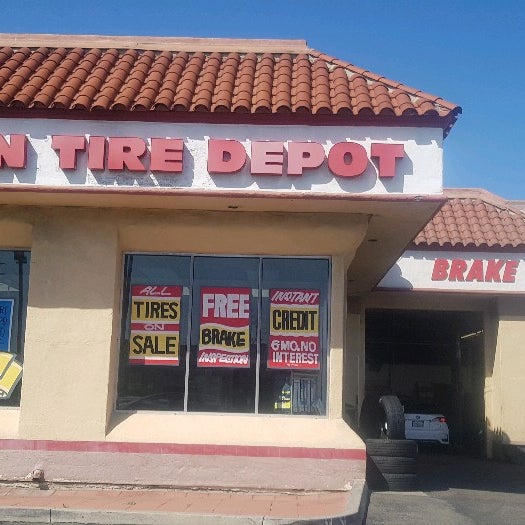 N TIRE DEPOT
BRAKE
ALL
TIRES
ON
SALE
FREE
BRAKE
INSPECTION
INSTANT
CREDIT
6 MO. NO
INTEREST